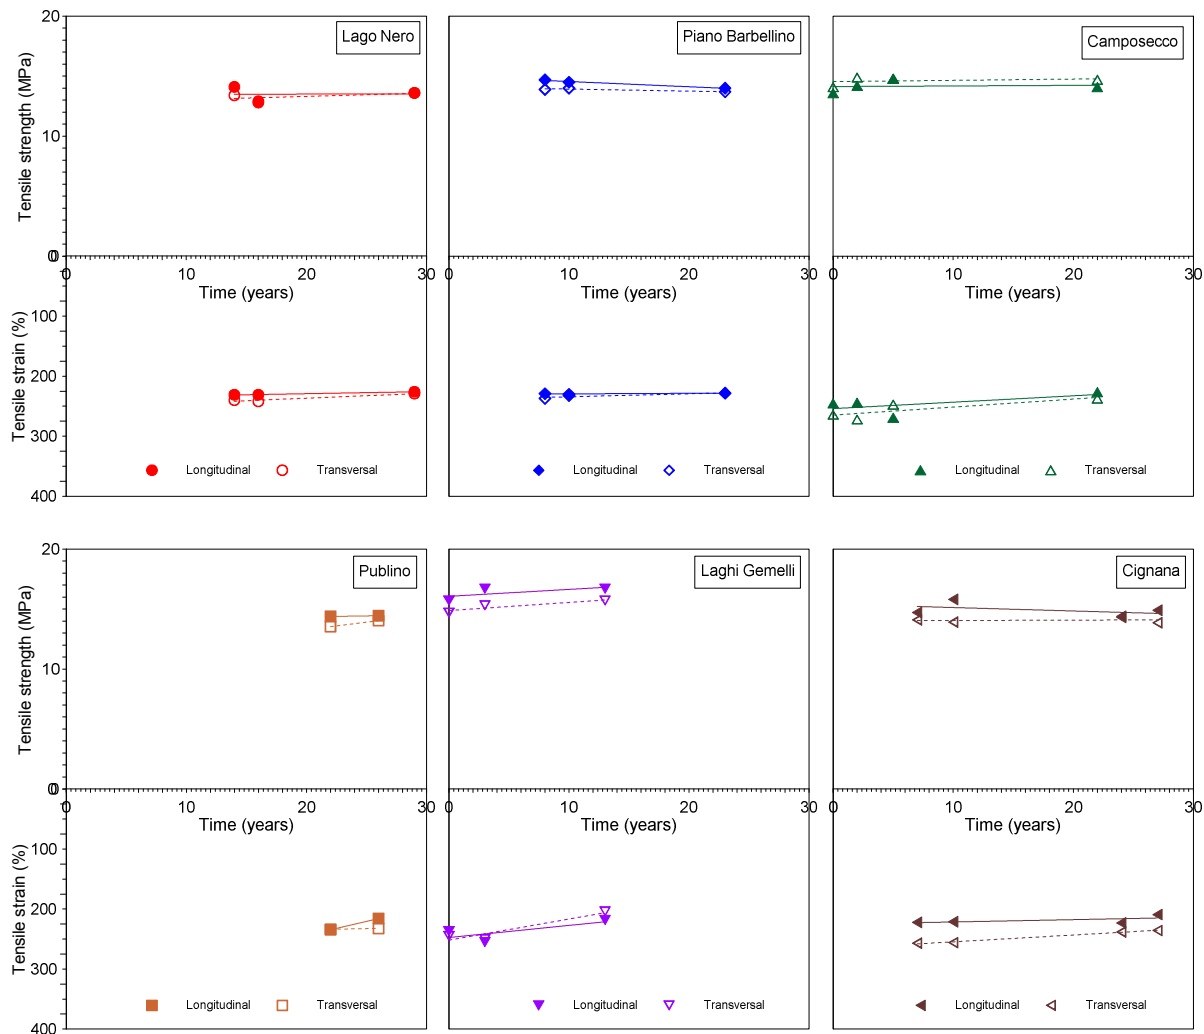 20
Lago Nero
Piano Barbellino
Camposecco
Tensile strength (MPa)
10
0
0
0 10 20 30
0 10 20 30
0 10 20 30
Time (years)
Time (years)
Time (years)
Tensile strain (%)
100
200
300
400
Longitudinal Transversal
Longitudinal Transversal
Longitudinal Transversal
20
Publino
Laghi Gemelli
Cignana
Tensile strength (MPa)
10
0
0
0 10 20 30
0 10 20 30
0 10 20 30
Time (years)
Time (years)
Time (years)
Tensile strain (%)
100
200
300
400
Longitudinal Transversal
Longitudinal Transversal
Longitudinal Transversal